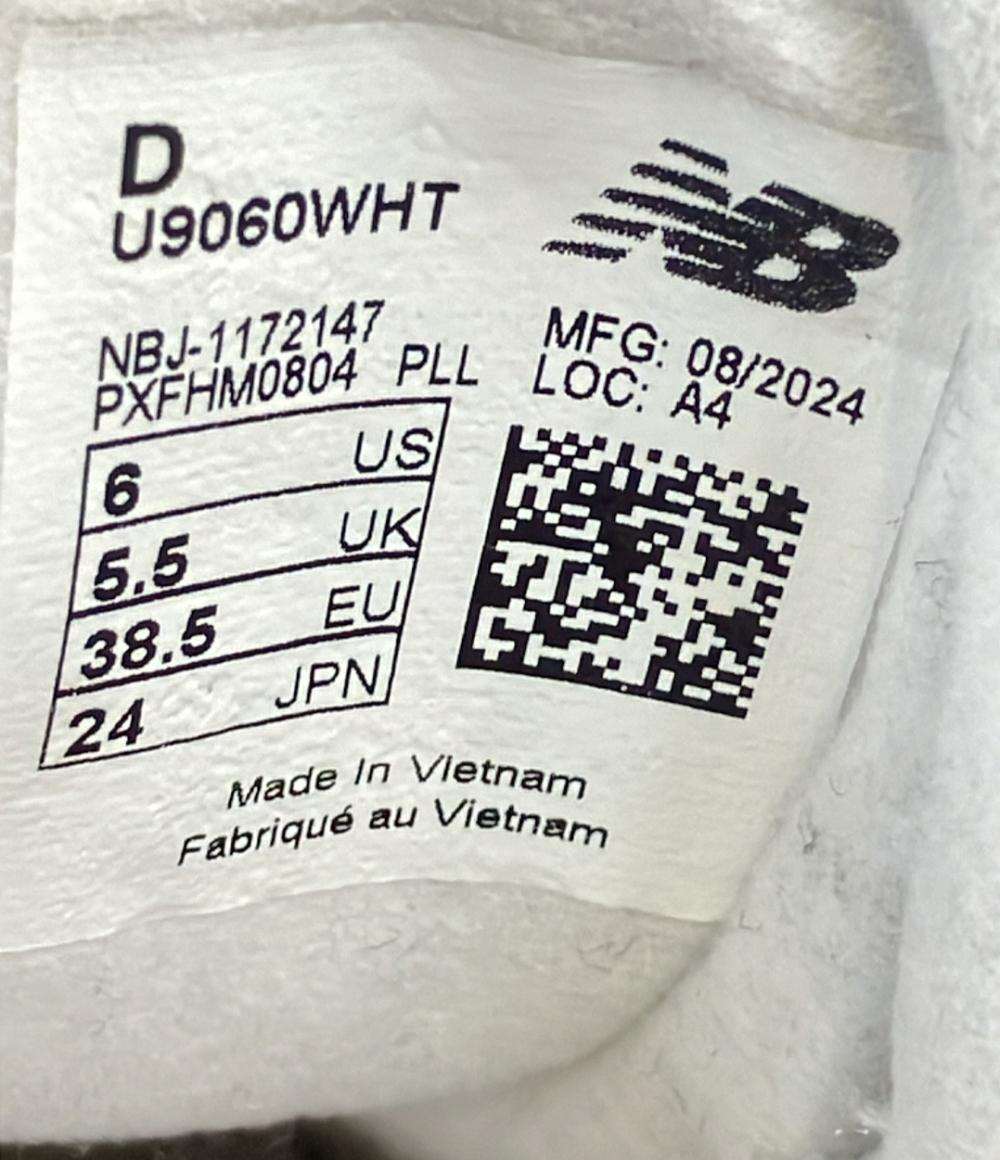 D
U9060WHT
NB
NBJ-1172147
PXFHM0804 PLL
MFG: 08/2024
LOC: A4
6 US
5.5 UK
38.5 EU
24 JPN
Made In Vietnam
Fabriqué au Vietnam